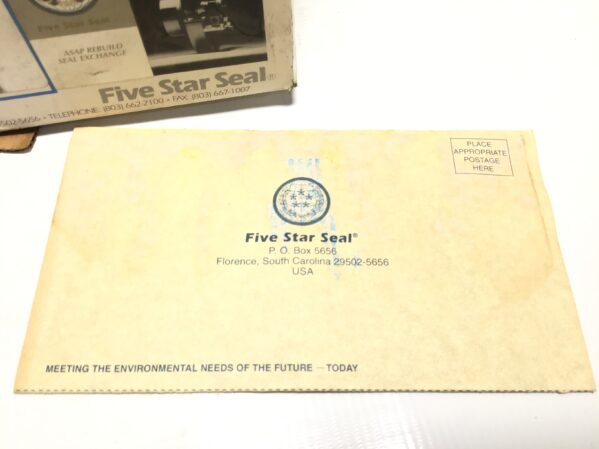 Five Star Seal
ASAP REBUILD
SEAL EXCHANGE
Five Star Seal®
502-5656 • TELEPHONE: (803) 662-2100 • FAX: (803) 667-1007
PLACE
APPROPRIATE
POSTAGE
HERE
Five Star Seal®
P. O. Box 5656
Florence, South Carolina 29502-5656
USA
MEETING THE ENVIRONMENTAL NEEDS OF THE FUTURE — TODAY